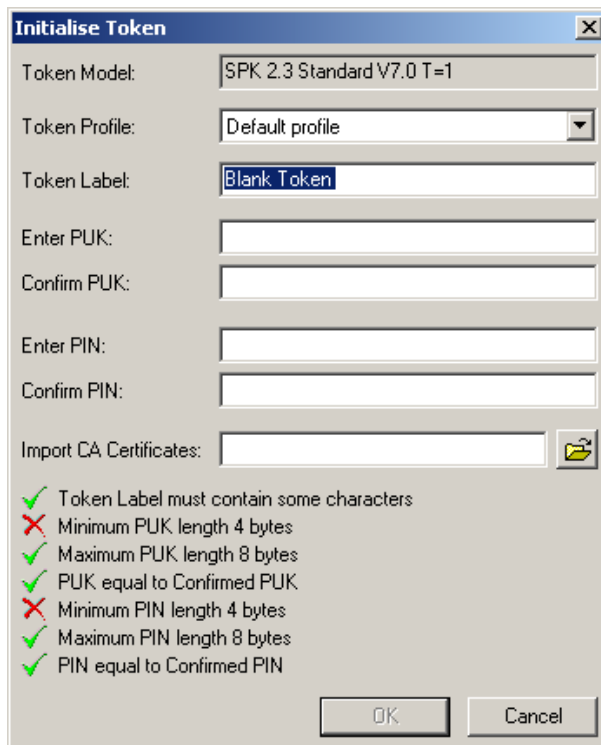 Initialise Token
Token Model: SPK 2.3 Standard V7.0 T=1
Token Profile: Default profile
Token Label: Blank Token
Enter PUK:
Confirm PUK:
Enter PIN:
Confirm PIN:
Import CA Certificates:
Token Label must contain some characters
Minimum PUK length 4 bytes
Maximum PUK length 8 bytes
PUK equal to Confirmed PUK
Minimum PIN length 4 bytes
Maximum PIN length 8 bytes
PIN equal to Confirmed PIN
OK Cancel